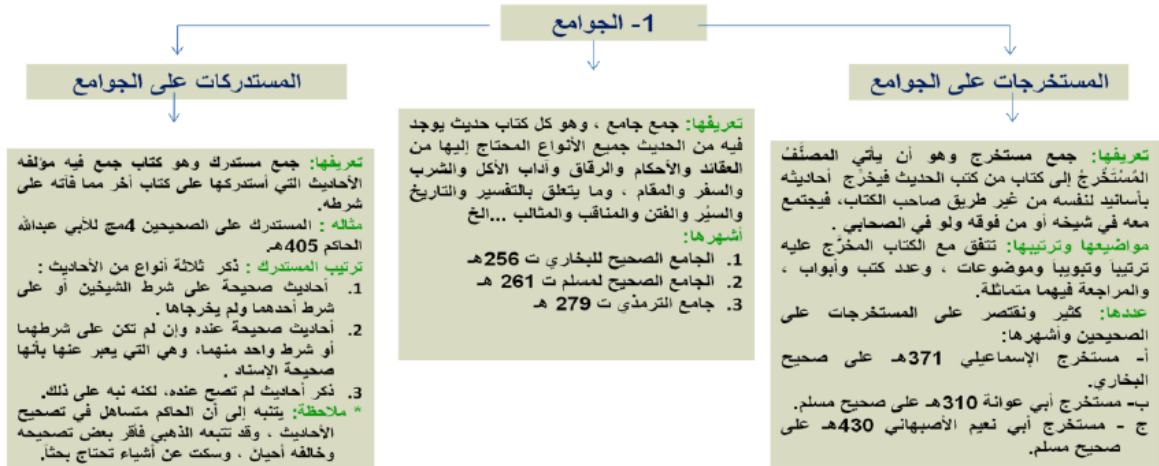 1- الجوامع
المستخرجات على الجوامع
تعريفها: جمع مستخرج وهو أن يأتي المصنَّفُ
المُسْتَخْرجُ إلى كتاب من كتب الحديث فيخرِّج أحاديثه
بأسانيد لنفسه من غير طريق صاحب الكتاب، فيجتمع
معه في شيخه أو من فوقه ولو في الصحابي .
مواضيعها وترتيبها: تتفق مع الكتاب المخرَّج عليه
ترتيباً وتبويباً وموضوعات ، وعدد كتب وأبواب ،
والمراجعة فيهما متماثلة.
عددها: كثير ونقتصر على المستخرجات على
الصحيحين وأشهرها:
أ- مستخرج الإسماعيلي 371هـ على صحيح
البخاري.
ب- مستخرج أبي عوانة 310هـ على صحيح مسلم.
ج - مستخرج أبي نعيم الأصبهاني 430هـ على
صحيح مسلم.
تعريفها: جمع جامع ، وهو كل كتاب حديث يوجد
فيه من الحديث جميع الأنواع المحتاج إليها من
العقائد والأحكام والرقاق وآداب الأكل والشرب
والسفر والمقام ، وما يتعلق بالتفسير والتاريخ
والسيُر والفتن والمناقب والمثالب ...الخ
أشهرها:
1. الجامع الصحيح للبخاري ت 256هـ
2. الجامع الصحيح لمسلم ت 261 هـ
3. جامع الترمذي ت 279 هـ
المستدركات على الجوامع
تعريفها: جمع مستدرك وهو كتاب جمع فيه مؤلفه
الأحاديث التي أستدركها على كتاب أخر مما فاته على
شرطه.
مثاله : المستدرك على الصحيحين 4مج للأبي عبدالله
الحاكم 405هـ.
ترتيب المستدرك : ذكر ثلاثة أنواع من الأحاديث :
1. أحاديث صحيحة على شرط الشيخين أو على
شرط أحدهما ولم يخرجاها .
2. أحاديث صحيحة عنده وإن لم تكن على شرطهما
أو شرط واحد منهما، وهي التي يعبر عنها بأنها
صحيحة الإسناد .
3. ذكر أحاديث لم تصح عنده، لكنه نبه على ذلك.
* ملاحظة: يتنبه إلى أن الحاكم متساهل في تصحيح
الأحاديث ، وقد تتبعه الذهبي فأقر بعض تصحيحه
وخالفه أحيان ، وسكت عن أشياء تحتاج بحثاً.